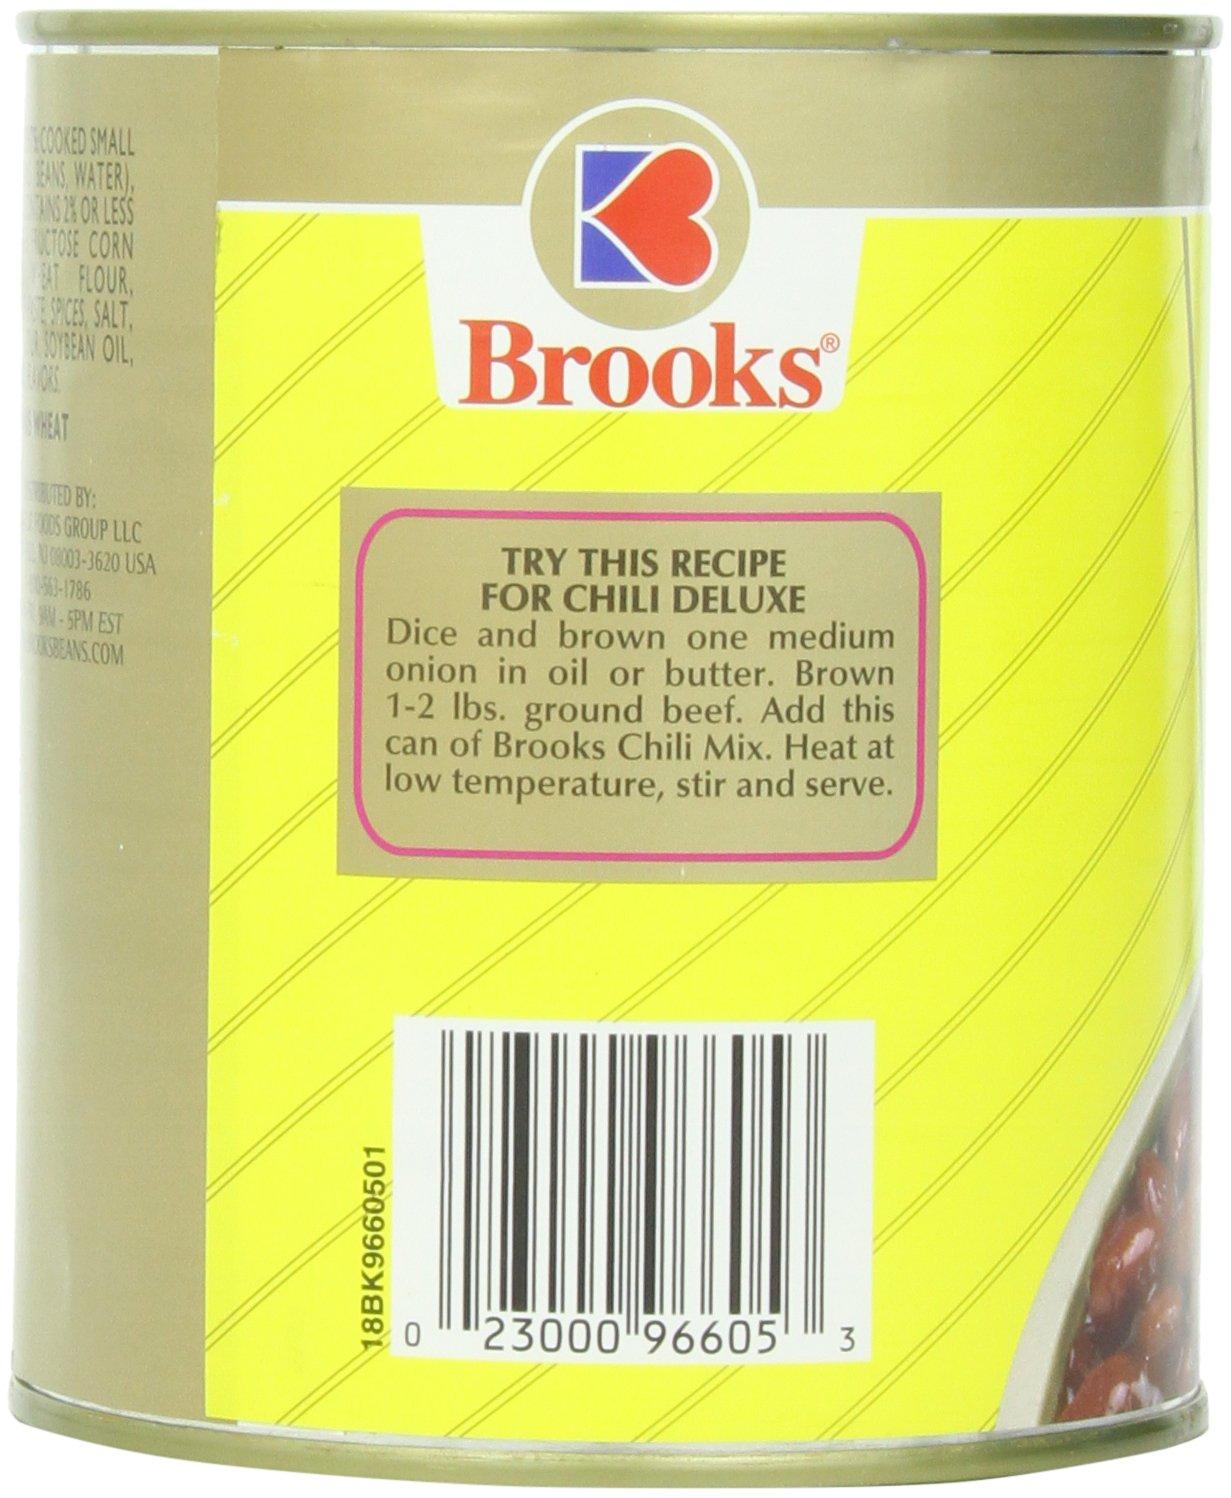 COOKED SMALL
BEANS, WATER),
2% OR LESS
CORN
FLOUR,
SPICES, SALT,
SOYBEAN OIL,
WHEAT
BY:
FOODS GROUP LLC
NJ 08003-3620 USA
-563-1786
9AM - 5PM EST
Brooks®
TRY THIS RECIPE
FOR CHILI DELUXE
Dice and brown one medium
onion in oil or butter. Brown
1-2 lbs. ground beef. Add this
can of Brooks Chili Mix. Heat at
low temperature, stir and serve.
18BK9660501
0 23000 96605 3